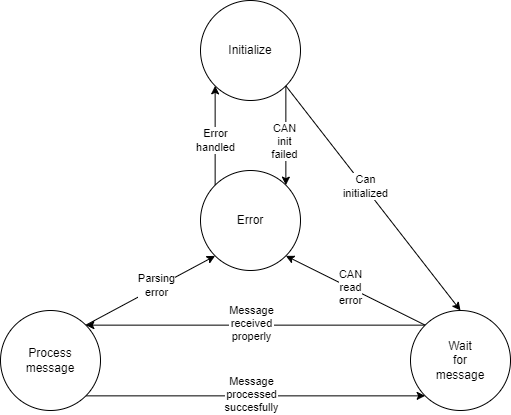 Initialize
Error
handled
CAN
init
failed
Can
initialized
Error
Parsing
error
CAN
read
error
Message
received
properly
Process
message
Wait
for
message
Message
processed
succesfully